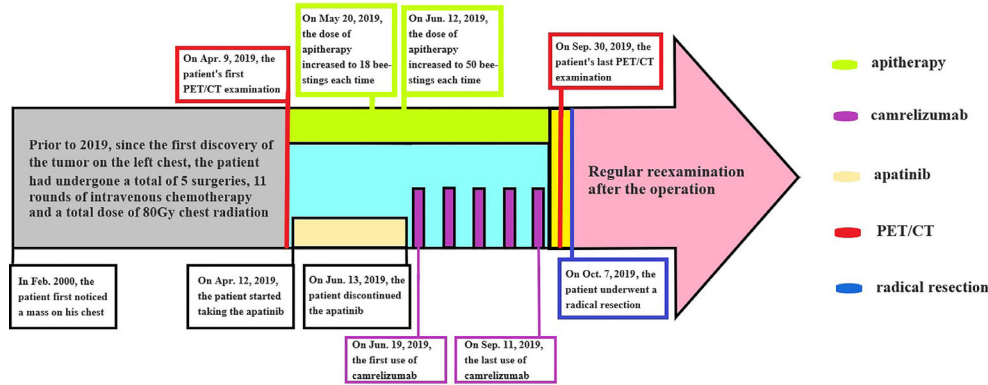 On Apr. 9, 2019, the
patient's first
PET/CT examination
On May 20, 2019,
the dose of
apitherapy
increased to 18 bee-
stings each time
On Jun. 12, 2019,
the dose of
apitherapy
increased to 50 bee-
stings each time
On Sep. 30, 2019, the
patient's last PET/CT
examination
Prior to 2019, since the first discovery of
the tumor on the left chest, the patient
had undergone a total of 5 surgeries, 11
rounds of intravenous chemotherapy
and a total dose of 80Gy chest radiation
Regular reexamination
after the operation
In Feb. 2000, the
patient first noticed
a mass on his chest
On Apr. 12, 2019,
the patient started
taking the apatinib
On Jun. 13, 2019, the
patient discontinued
the apatinib
On Jun. 19, 2019,
the first use of
camrelizumab
On Sep. 11, 2019,
the last use of
camrelizumab
On Oct. 7, 2019, the
patient underwent a
radical resection
apitherapy
camrelizumab
apatinib
PET/CT
radical resection